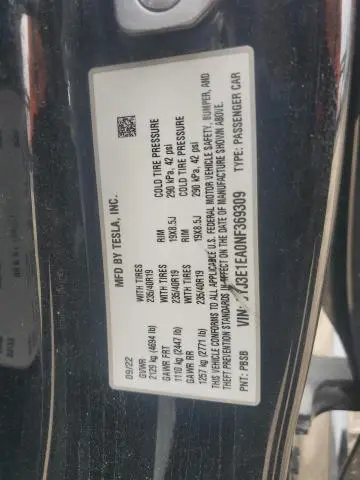 MFD BY TESLA, INC.
09/22
GVWR
2129 kg (4694 lb)
WITH TIRES
235/40R19
RIM
19X8.5J
COLD TIRE PRESSURE
290 kPa, 42 psi
GAWR FRT
1110 kg (2447 lb)
WITH TIRES
235/40R19
RIM
19X8.5J
COLD TIRE PRESSURE
290 kPa, 42 psi
GAWR RR
1257 kg (2771 lb)
THIS VEHICLE CONFORMS TO ALL APPLICABLE U.S. FEDERAL MOTOR VEHICLE SAFETY, BUMPER, AND
THEFT PREVENTION STANDARDS IN EFFECT ON THE DATE OF MANUFACTURE SHOWN ABOVE.
VIN: 5YJ3E1EA0NF369309
PNT: PBSB
TYPE: PASSENGER CAR